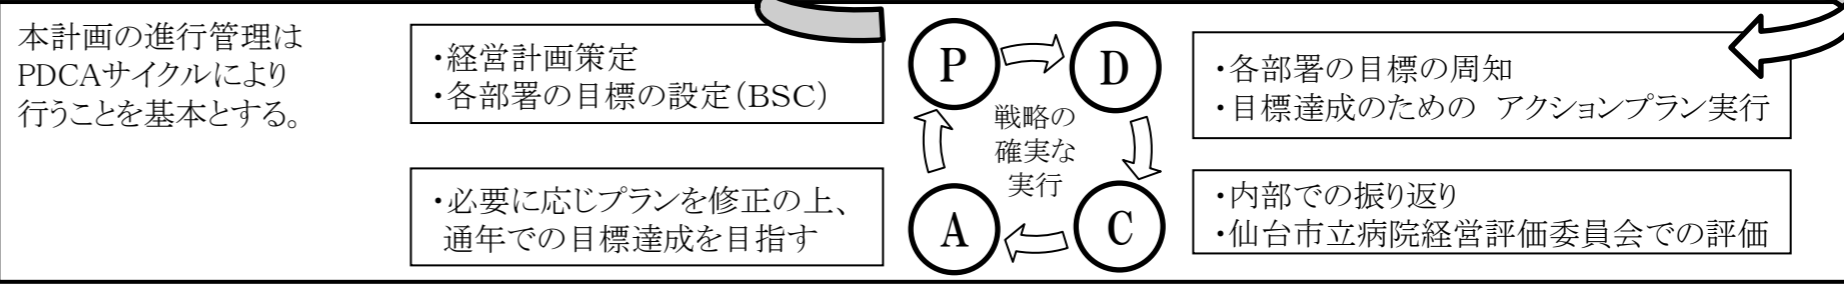 本計画の進行管理は
PDCAサイクルにより
行うことを基本とする。
・経営計画策定
・各部署の目標の設定（BSC）
P
D
・各部署の目標の周知
・目標達成のための アクションプラン実行
戦略の
確実な
実行
・必要に応じプランを修正の上、
通年での目標達成を目指す
A
C
・内部での振り返り
・仙台市立病院経営評価委員会での評価